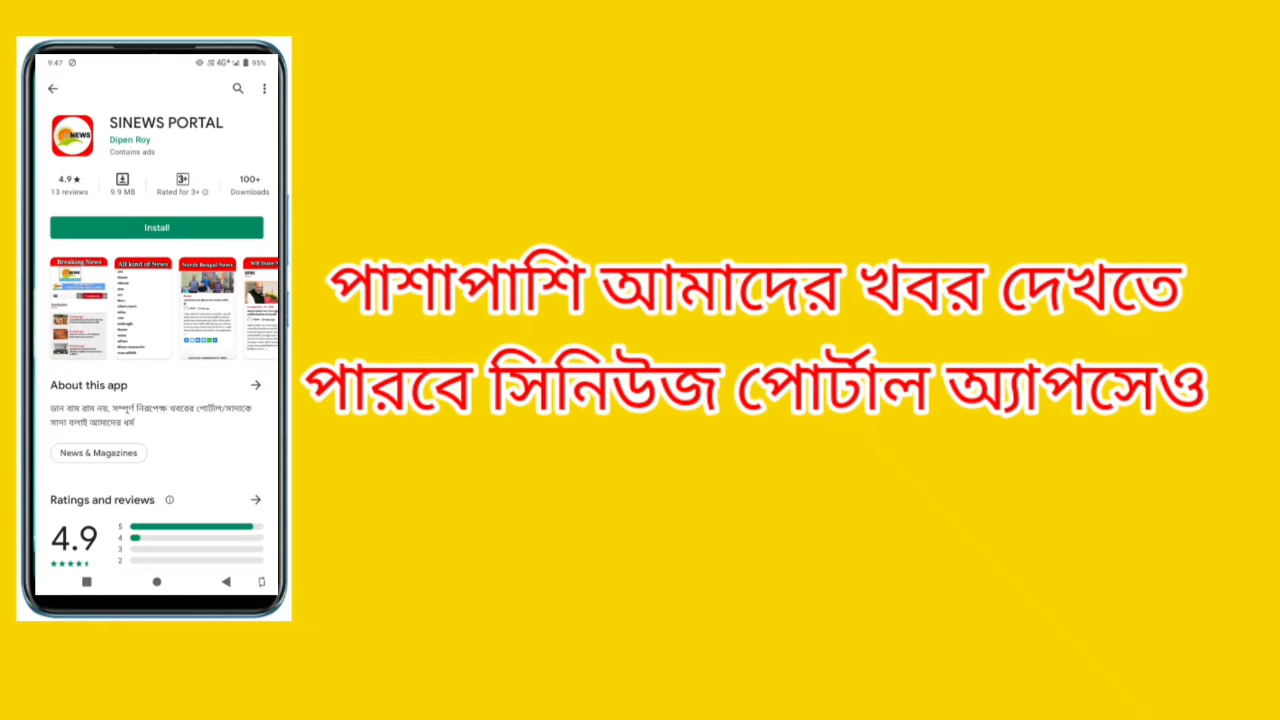 9:47
4G+
95%
SINEWS PORTAL
Dipen Roy
Contains ads
NEWS
4.9★
13 reviews
9.9 MB
3+
Rated for 3+
100+
Downloads
Install
Breaking News
All kind of News
North Bengal News
About this app
ডান বাম রাম নয়, সম্পূর্ণ নিরপেক্ষ খবরের পোর্টাল/সাদাকে
সাদা বলাই আমাদের ধর্ম
News & Magazines
Ratings and reviews
4.9
5
4
3
2
পাশাপাশি আমাদের খবর দেখতে
পারবে সিনিউজ পোর্টাল অ্যাপসেও